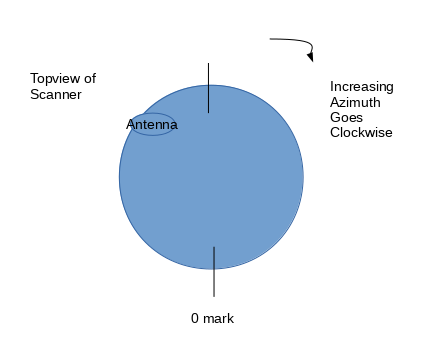 Topview of
Scanner
Antenna
Increasing
Azimuth
Goes
Clockwise
0 mark